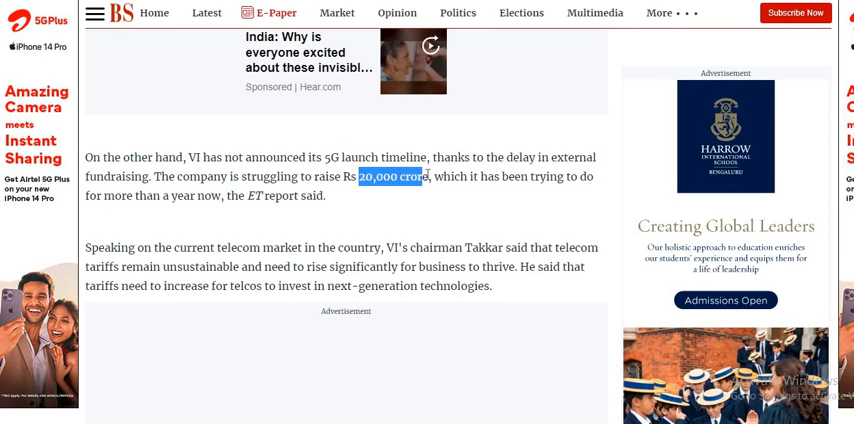 5G Plus
iPhone 14 Pro
Amazing
Camera
meets
Instant
Sharing
Get Airtel 5G Plus
on your new
iPhone 14 Pro
BS Home Latest E-Paper Market Opinion Politics Elections Multimedia More • • •
Subscribe Now
India: Why is
everyone excited
about these invisibl...
Sponsored | Hear.com
On the other hand, VI has not announced its 5G launch timeline, thanks to the delay in external
fundraising. The company is struggling to raise Rs 20,000 crore, which it has been trying to do
for more than a year now, the ET report said.
Speaking on the current telecom market in the country, VI's chairman Takkar said that telecom
tariffs remain unsustainable and need to rise significantly for business to thrive. He said that
tariffs need to increase for telcos to invest in next-generation technologies.
Advertisement
Advertisement
HARROW
INTERNATIONAL
SCHOOL
BENGALURU
Creating Global Leaders
Our holistic approach to education enriches
our students' experience and equips them for
a life of leadership
Admissions Open